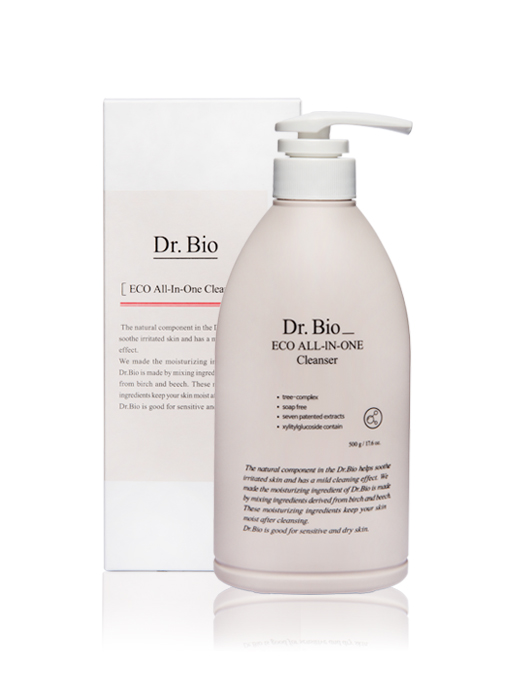 Dr. Bio
[ ECO All-In-One Clea
The natural component in the D
soothe irritated skin and has a n
effect.
We made the moisturizing in
Dr.Bio is made by mixing ingred
from birch and beech. These
ingredients keep your skin moist a
Dr.Bio is good for sensitive an
Dr. Bio_
ECO ALL-IN-ONE
Cleanser
• tree-complex
• soap free
• seven patented extracts
• xylitylglucoside contain
500 g / 17.6 oz.
The natural component in the Dr.Bio helps soothe
irritated skin and has a mild cleaning effect. We
made the moisturizing ingredient of Dr.Bio is made
by mixing ingredients derived from birch and beech.
These moisturizing ingredients keep your skin
moist after cleansing.
Dr.Bio is good for sensitive and dry skin.